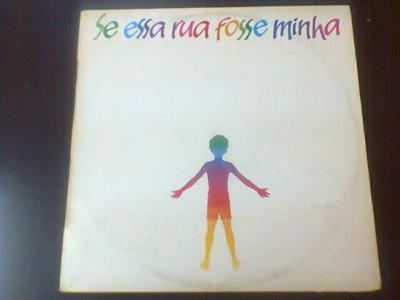 Se essa rua fosse minha